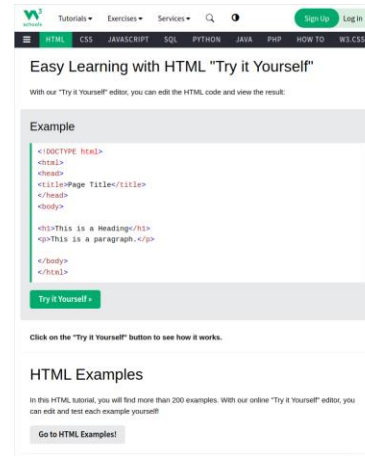 W3
schools
Tutorials Exercises Services Sign Up Log in
HTML CSS JAVASCRIPT SQL PYTHON JAVA PHP HOW TO W3.CSS
Easy Learning with HTML "Try it Yourself"
With our "Try it Yourself" editor, you can edit the HTML code and view the result:
Example
<!DOCTYPE html>
<html>
<head>
<title>Page Title</title>
</head>
<body>
<h1>This is a Heading</h1>
<p>This is a paragraph.</p>
</body>
</html>
Try it Yourself »
Click on the "Try it Yourself" button to see how it works.
HTML Examples
In this HTML tutorial, you will find more than 200 examples. With our online "Try it Yourself" editor, you
can edit and test each example yourself!
Go to HTML Examples!